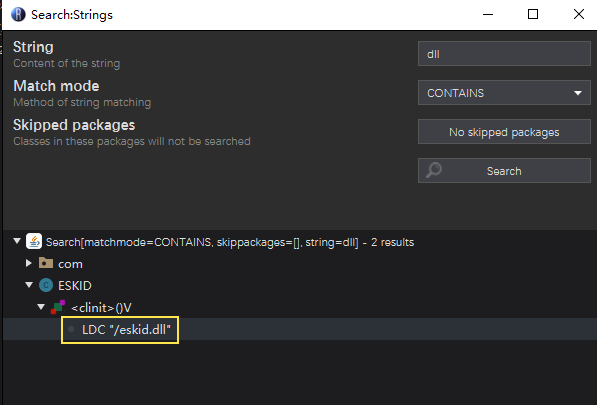 Search:Strings
String
Content of the string
dll
Match mode
Method of string matching
CONTAINS
Skipped packages
Classes in these packages will not be searched
No skipped packages
Search
Search[matchmode=CONTAINS, skippackages=[], string=dll] - 2 results
com
ESKID
<clinit>()V
LDC "/eskid.dll"